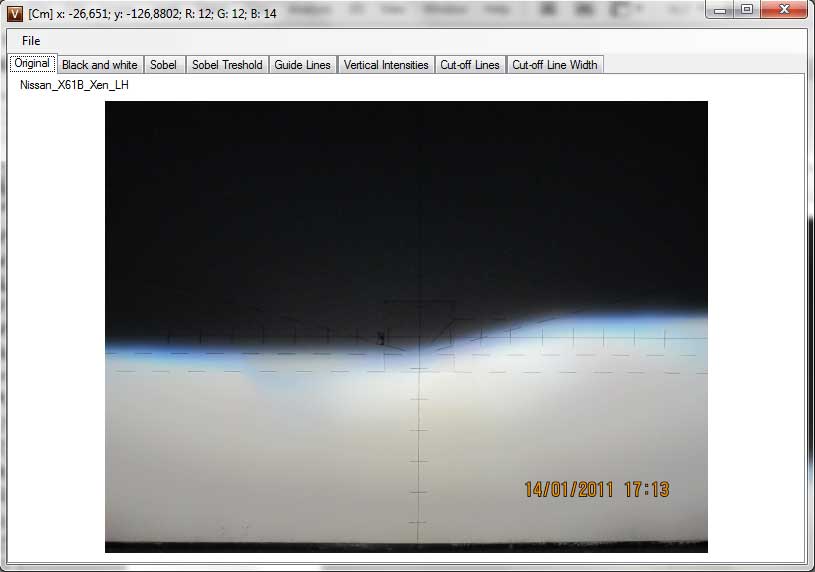 [Cm] x: -26,651; y: -126,8802; R: 12; G: 12; B: 14
File
Original Black and white Sobel Sobel Treshold Guide Lines Vertical Intensities Cut-off Lines Cut-off Line Width
Nissan_X61B_Xen_LH
14/01/2011 17:13